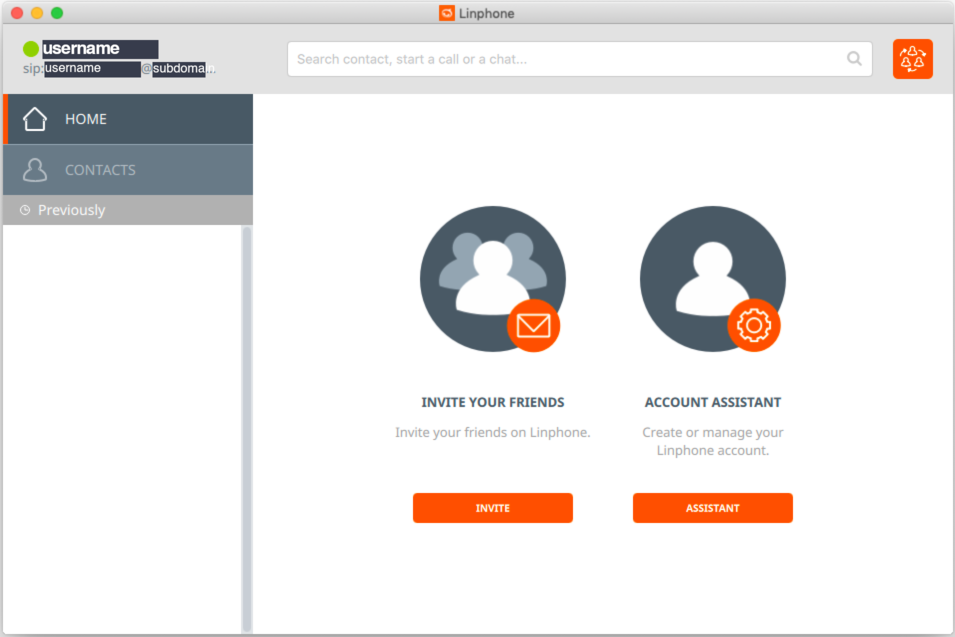 Linphone
username
sip:username@subdomain.
Search contact, start a call or a chat...
HOME
CONTACTS
Previously
INVITE YOUR FRIENDS
Invite your friends on Linphone.
INVITE
ACCOUNT ASSISTANT
Create or manage your
Linphone account.
ASSISTANT